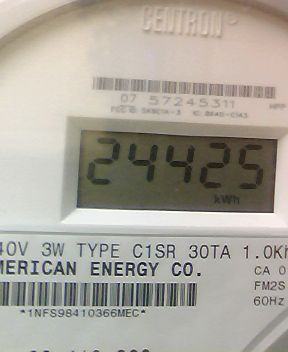 CENTRON
07 57245311
24425
kWh
40V 3W TYPE C1SR 30TA 1.0Kh
MERICAN ENERGY CO.
CA 0
FM2S
60Hz
*1NFS98410366MEC*